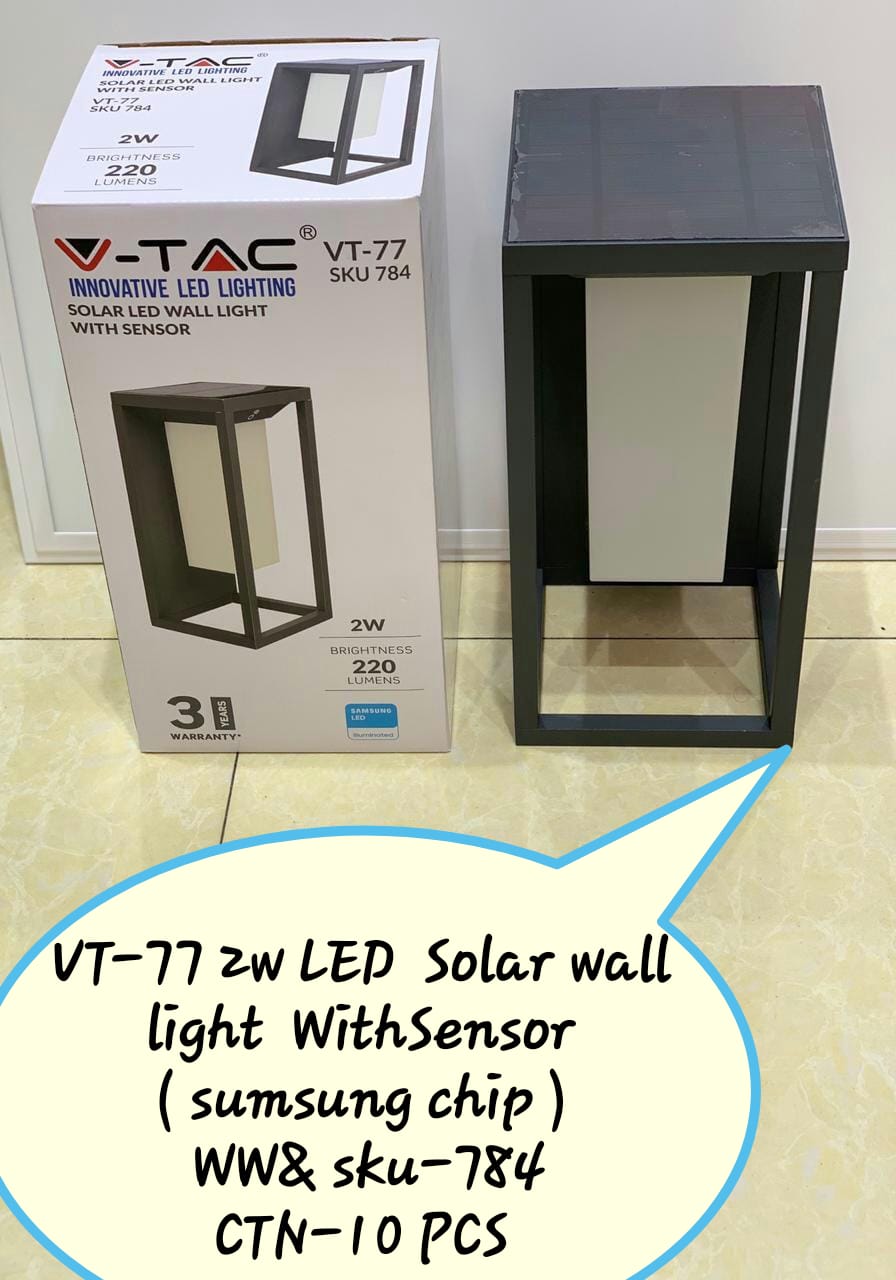 V-TAC®
INNOVATIVE LED LIGHTING
SOLAR LED WALL LIGHT
WITH SENSOR
VT-77
SKU 784
2W
BRIGHTNESS
220
LUMENS
V-TAC®
VT-77
SKU 784
INNOVATIVE LED LIGHTING
SOLAR LED WALL LIGHT
WITH SENSOR
2W
BRIGHTNESS
220
LUMENS
3 YEARS
WARRANTY*
SAMSUNG
LED
illuminated
VT-77 2w LED Solar wall
light WithSensor
( sumsung chip )
WW& sku-784
CTN-10 PCS